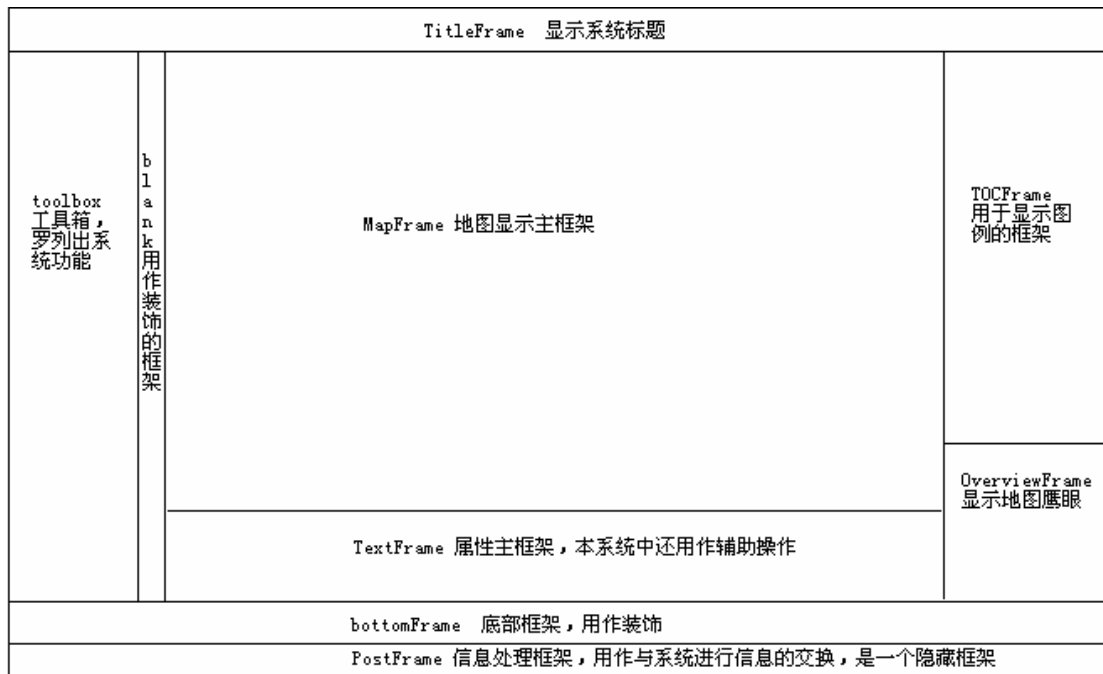 TitleFrame 显示系统标题
toolbox
工具箱，
罗列出系
统功能
blank用作装饰的框架
MapFrame 地图显示主框架
TOCFrame
用于显示图
例的框架
OverviewFrame
显示地图鹰眼
TextFrame 属性主框架，本系统中还用作辅助操作
bottomFrame 底部框架，用作装饰
PostFrame 信息处理框架，用作与系统进行信息的交换，是一个隐藏框架